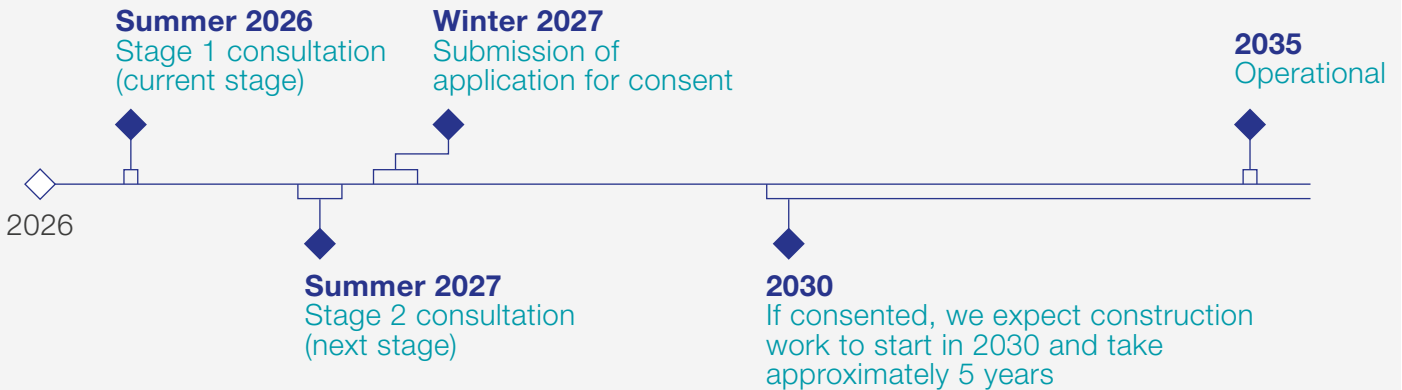 Summer 2026
Stage 1 consultation
(current stage)
Winter 2027
Submission of
application for consent
2035
Operational
2026
Summer 2027
Stage 2 consultation
(next stage)
2030
If consented, we expect construction
work to start in 2030 and take
approximately 5 years